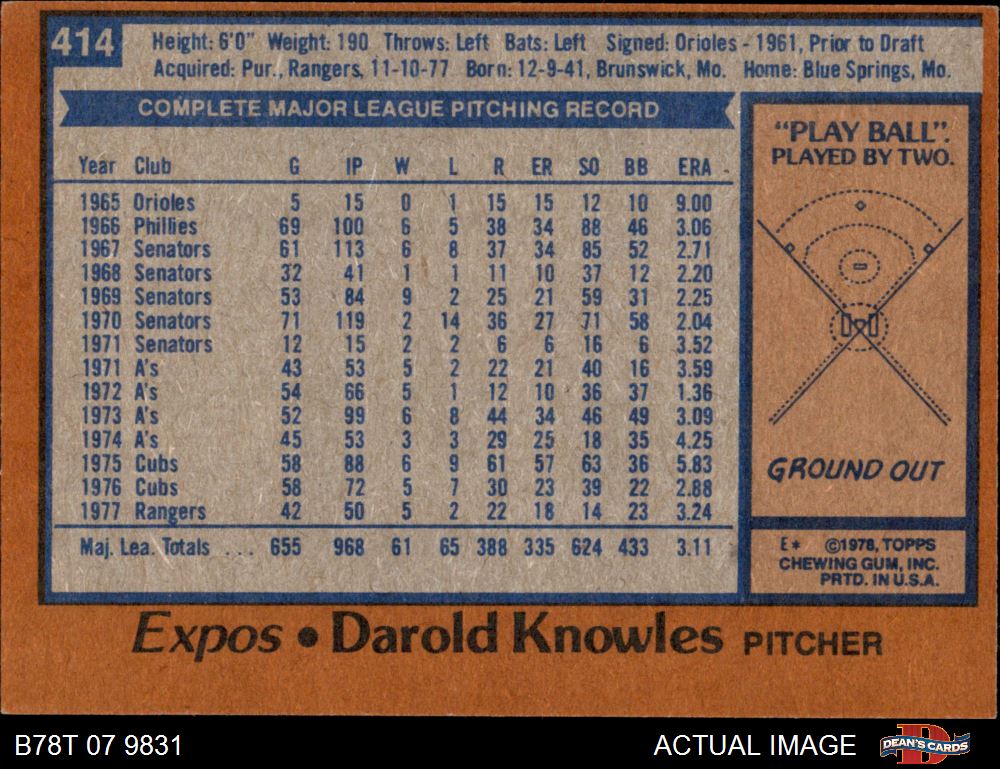 414
Height: 6'0" Weight: 190 Throws: Left Bats: Left Signed: Orioles - 1961, Prior to Draft
Acquired: Pur., Rangers, 11-10-77 Born: 12-9-41, Brunswick, Mo. Home: Blue Springs, Mo.
COMPLETE MAJOR LEAGUE PITCHING RECORD
Year Club G IP W L R ER SO BB ERA
1965 Orioles 5 15 0 1 15 15 12 10 9.00
1966 Phillies 69 100 6 5 38 34 88 46 3.06
1967 Senators 61 113 6 8 37 34 85 52 2.71
1968 Senators 32 41 1 1 11 10 37 12 2.20
1969 Senators 53 84 9 2 25 21 59 31 2.25
1970 Senators 71 119 2 14 36 27 71 58 2.04
1971 Senators 12 15 2 2 6 6 16 6 3.52
1971 A's 43 53 5 2 22 21 40 16 3.59
1972 A's 54 66 5 1 12 10 36 37 1.36
1973 A's 52 99 6 8 44 34 46 49 3.09
1974 A's 45 53 3 3 29 25 18 35 4.25
1975 Cubs 58 88 6 9 61 57 63 36 5.83
1976 Cubs 58 72 5 7 30 23 39 22 2.88
1977 Rangers 42 50 5 2 22 18 14 23 3.24
Maj. Lea. Totals ... 655 968 61 65 388 335 624 433 3.11
"PLAY BALL".
PLAYED BY TWO.
GROUND OUT
E* ©1978, TOPPS
CHEWING GUM, INC.
PRTD. IN U.S.A.
Expos • Darold Knowles PITCHER
B78T 07 9831
ACTUAL IMAGE
D
DEAN'S CARDS